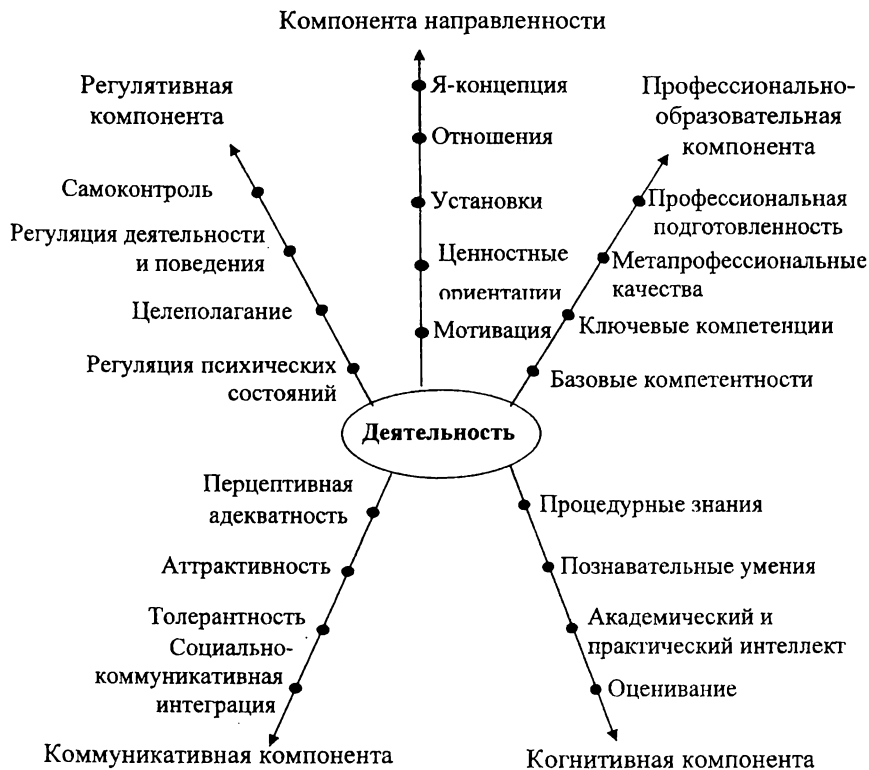 Компонента направленности
Регулятивная
компонента
Самоконтроль
Регуляция деятельности
и поведения
Целеполагание
Регуляция психических
состояний
Я-концепция
Отношения
Установки
Ценностные
ориентации
Мотивация
Профессионально-
образовательная
компонента
Профессиональная
подготовленность
Метапрофессиональные
качества
Ключевые компетенции
Базовые компетентности
Деятельность
Перцептивная
адекватность
Аттрактивность
Толерантность
Социально-
коммуникативная
интеграция
Коммуникативная компонента
Процедурные знания
Познавательные умения
Академический и
практический интеллект
Оценивание
Когнитивная компонента